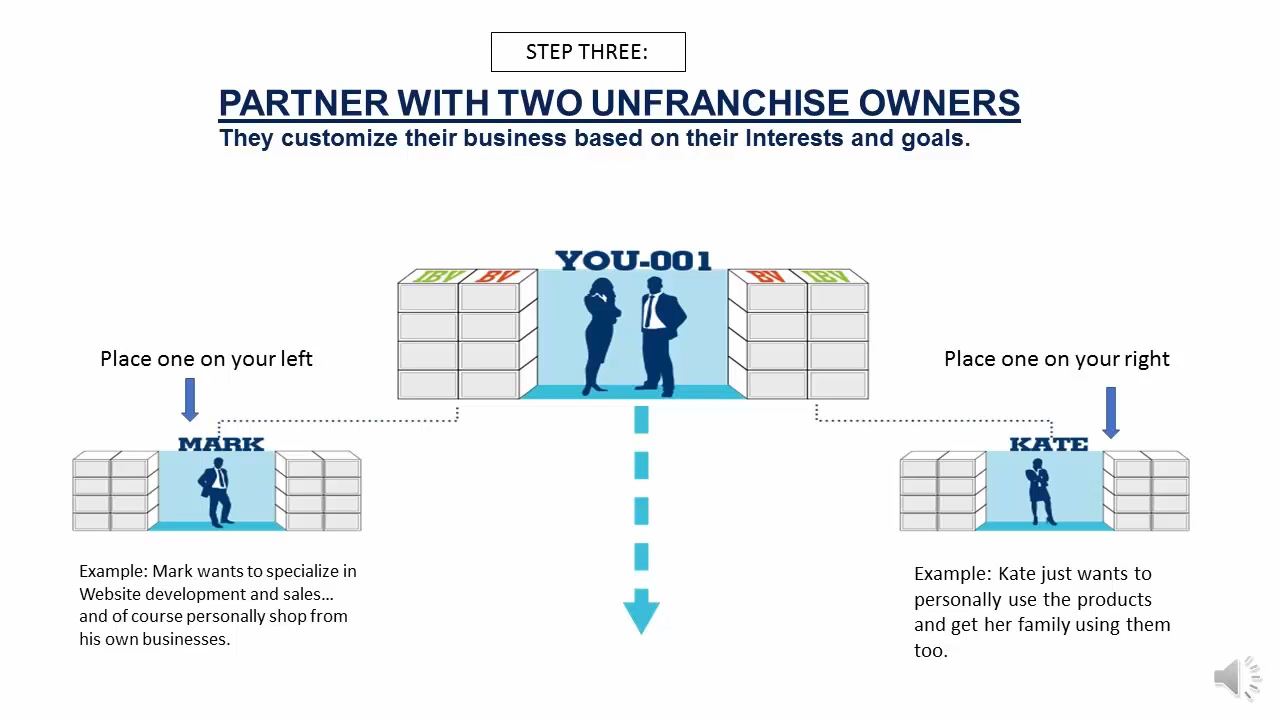 STEP THREE:
PARTNER WITH TWO UNFRANCHISE OWNERS
They customize their business based on their Interests and goals.
YOU-001
IBV BV BV IBV
Place one on your left
Place one on your right
MARK
KATE
Example: Mark wants to specialize in
Website development and sales...
and of course personally shop from
his own businesses.
Example: Kate just wants to
personally use the products
and get her family using them
too.